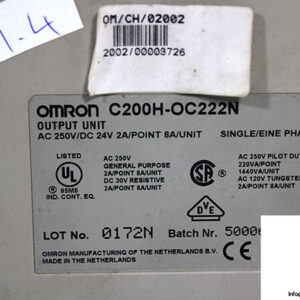 1.4
OM/CH/02002
2002/00003726
OMRON C200H-OC222N
OUTPUT UNIT
AC 250V/DC 24V 2A/POINT 8A/UNIT SINGLE/EINE PHA
LISTED
UL
95M8
IND. CONT. EQ.
AC 250V
GENERAL PURPOSE
2A/POINT 8A/UNIT
DC 30V RESISTIVE
2A/POINT 8A/UNIT
AC 250V PILOT DU
220VA/POINT
1440VA/UNIT
AC 120V TUNGSTE
2A/POINT 8A/UNIT
DVE
LOT No. 0172N Batch Nr. 5000
OMRON MANUFACTURING OF THE NETHERLANDS B.V.
MADE IN THE NETHERLANDS
CE